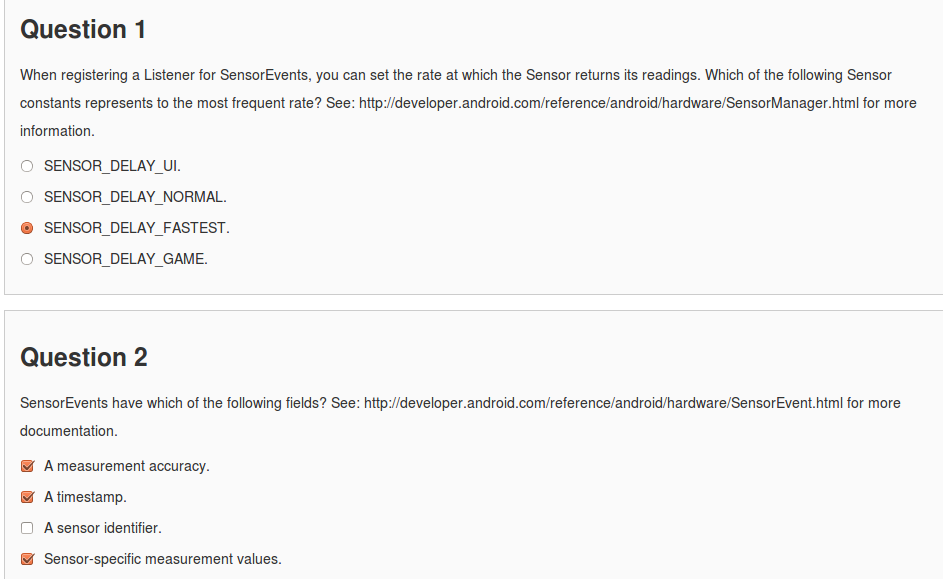 Question 1
When registering a Listener for SensorEvents, you can set the rate at which the Sensor returns its readings. Which of the following Sensor
constants represents to the most frequent rate? See: http://developer.android.com/reference/android/hardware/SensorManager.html for more
information.
SENSOR_DELAY_UI.
SENSOR_DELAY_NORMAL.
SENSOR_DELAY_FASTEST.
SENSOR_DELAY_GAME.
Question 2
SensorEvents have which of the following fields? See: http://developer.android.com/reference/android/hardware/SensorEvent.html for more
documentation.
A measurement accuracy.
A timestamp.
A sensor identifier.
Sensor-specific measurement values.